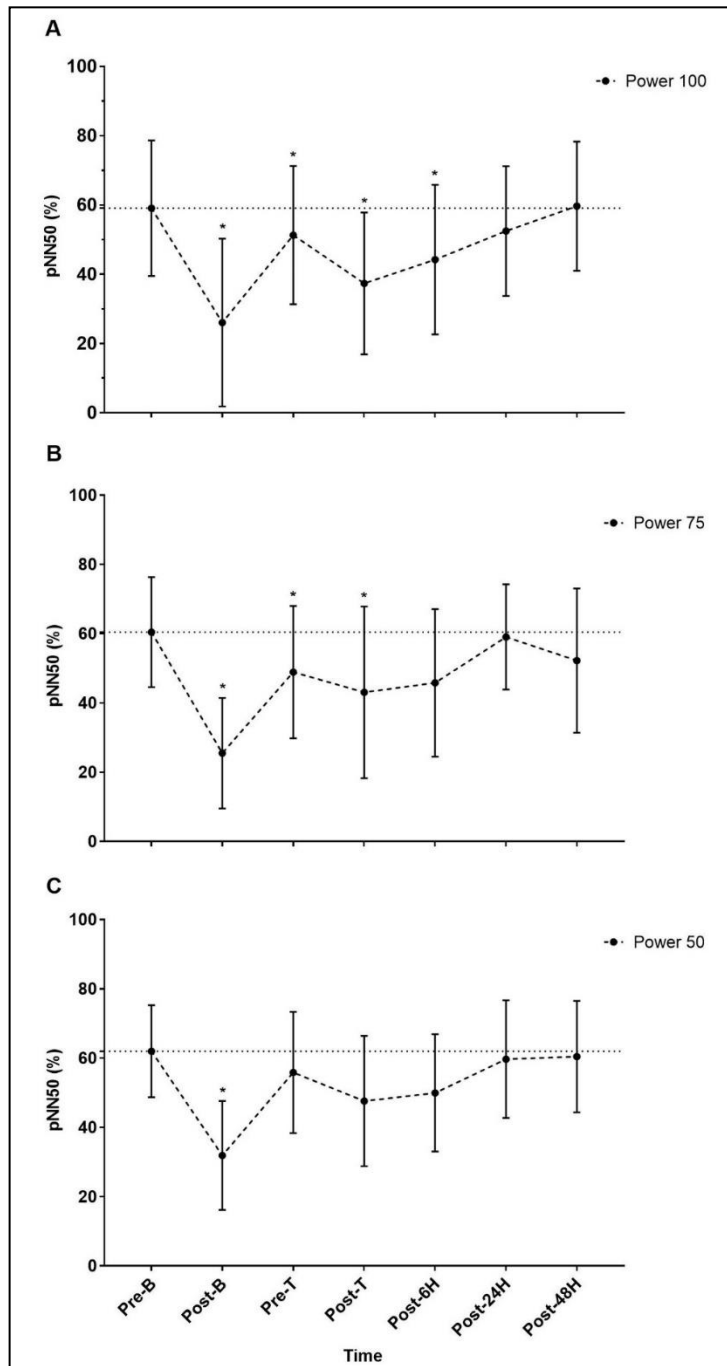 A
Power 100
pNN50 (%)
100
80
60
40
20
0
*
*
*
*
B
Power 75
pNN50 (%)
100
80
60
40
20
0
*
*
*
C
Power 50
pNN50 (%)
100
80
60
40
20
0
*
Pre-B
Post-B
Pre-T
Post-T
Post-6H
Post-24H
Post-48H
Time